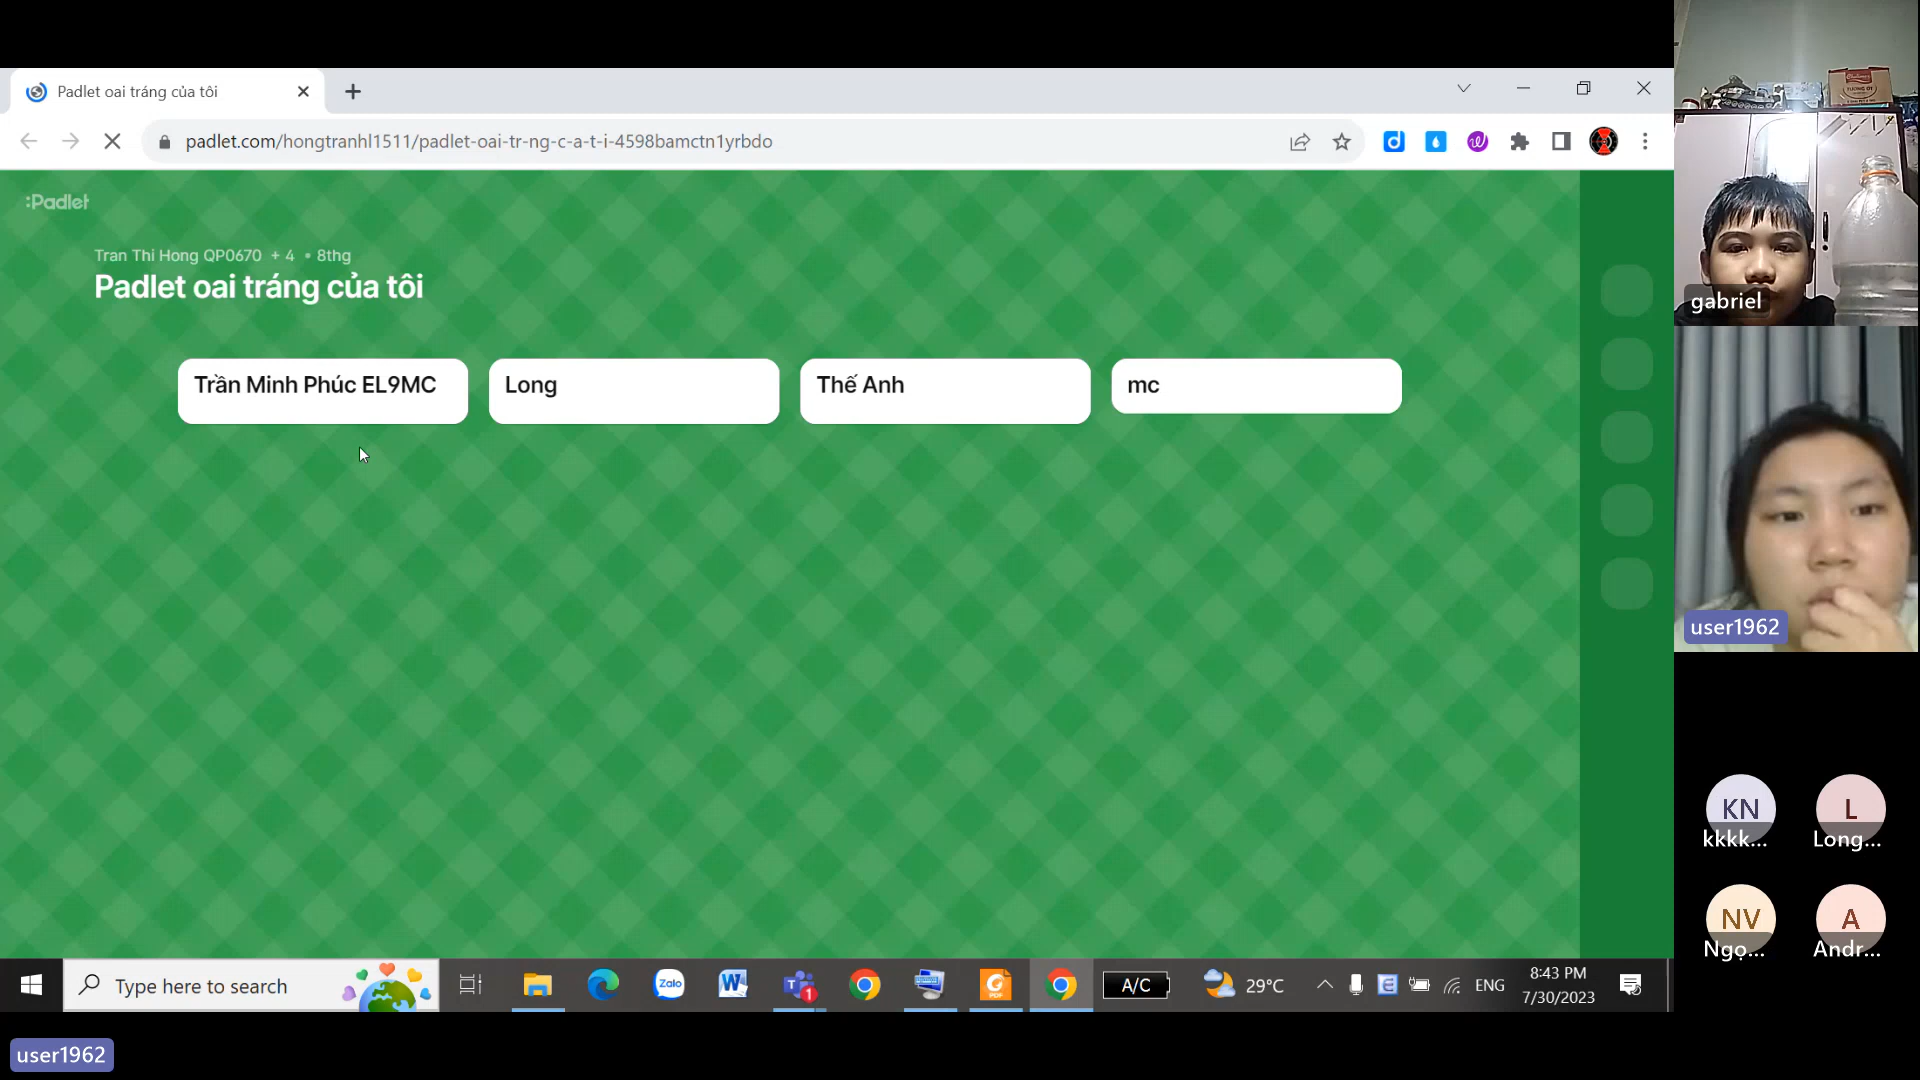 Padlet oai tráng của tôi
padlet.com/hongtranhl1511/padlet-oai-tr-ng-c-a-t-i-4598bamctn1yrbdo
:Padlet
Tran Thi Hong QP0670 + 4 • 8thg
Padlet oai tráng của tôi
Trần Minh Phúc EL9MC
Long
Thế Anh
mc
gabriel
user1962
KN
kkkk...
L
Long...
NV
Ngọ...
A
Andr...
Type here to search
Zalo
1
A/C
29°C
ENG
8:43 PM
7/30/2023
user1962